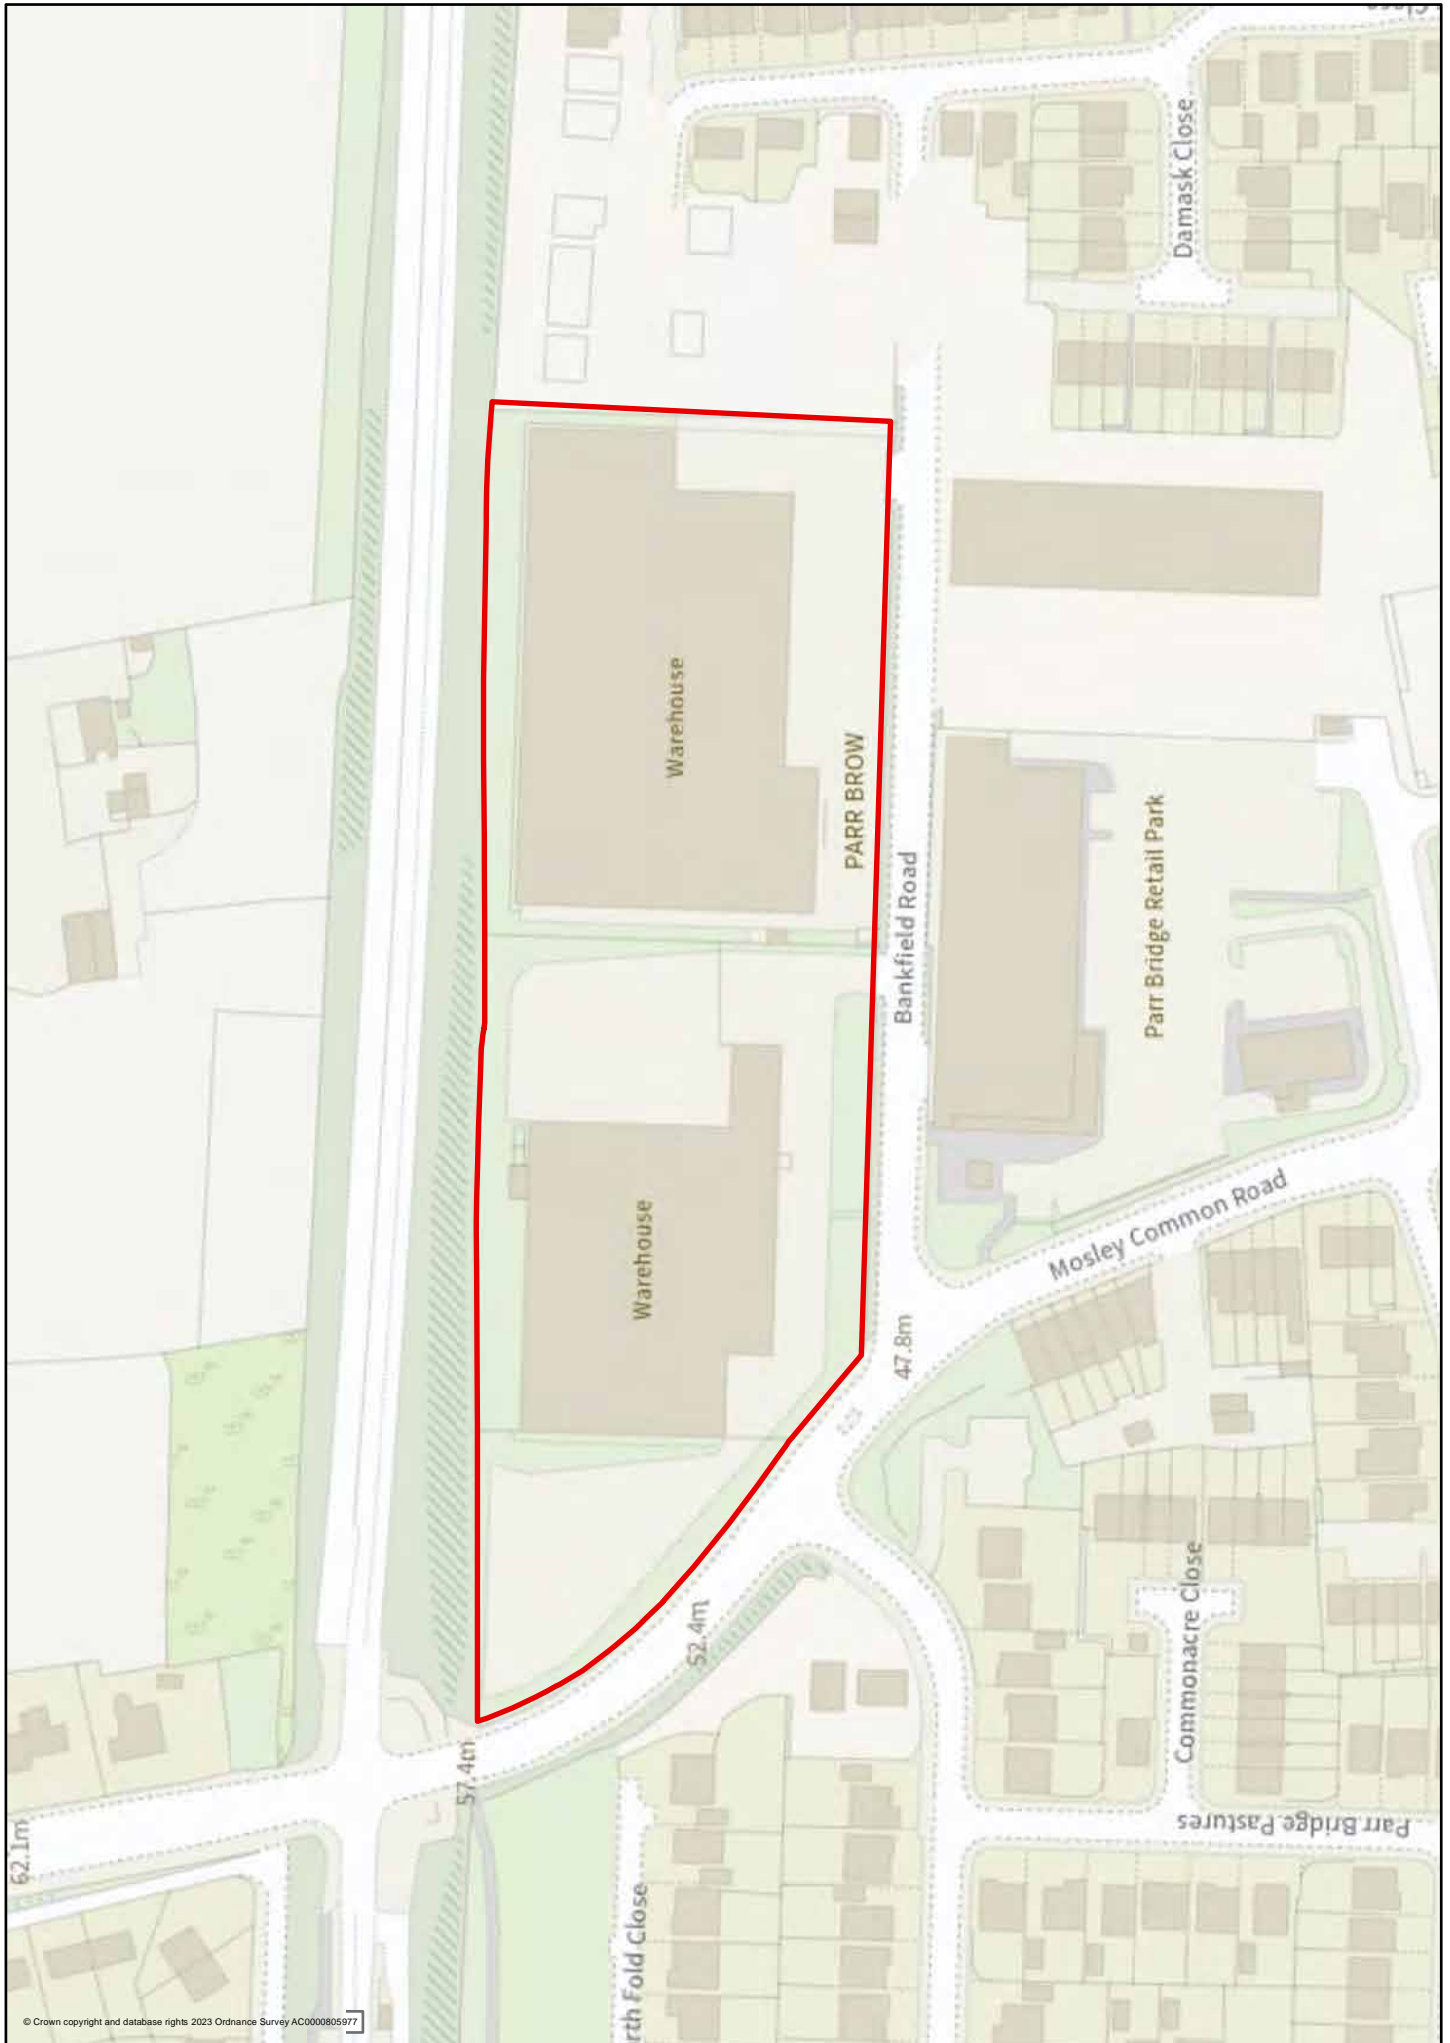 Close
Damask Close
Warehouse
PARR BROW
Bankfield Road
Parr Bridge Retail Park
Warehouse
Mosley Common Road
47.8m
52.4m
57.4m
62.1m
Commonacre Close
Parr Bridge Pastures
rth Fold Close
© Crown copyright and database rights 2023 Ordnance Survey AC0000805977